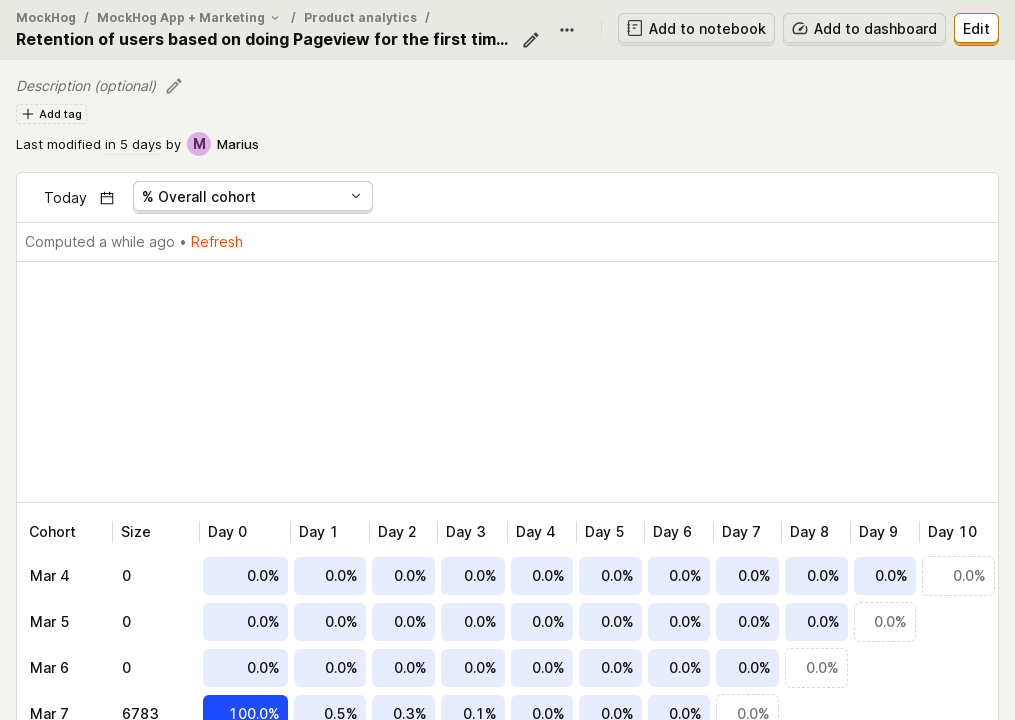 MockHog / MockHog App + Marketing / Product analytics /
Retention of users based on doing Pageview for the first tim...
Add to notebook
Add to dashboard
Edit
Description (optional)
Add tag
Last modified in 5 days by M Marius
Today
% Overall cohort
Computed a while ago • Refresh
Cohort Size Day 0 Day 1 Day 2 Day 3 Day 4 Day 5 Day 6 Day 7 Day 8 Day 9 Day 10
Mar 4 0 0.0% 0.0% 0.0% 0.0% 0.0% 0.0% 0.0% 0.0% 0.0% 0.0% 0.0%
Mar 5 0 0.0% 0.0% 0.0% 0.0% 0.0% 0.0% 0.0% 0.0% 0.0% 0.0%
Mar 6 0 0.0% 0.0% 0.0% 0.0% 0.0% 0.0% 0.0% 0.0% 0.0%
Mar 7 6783 100.0% 0.5% 0.3% 0.1% 0.0% 0.0% 0.0% 0.0%